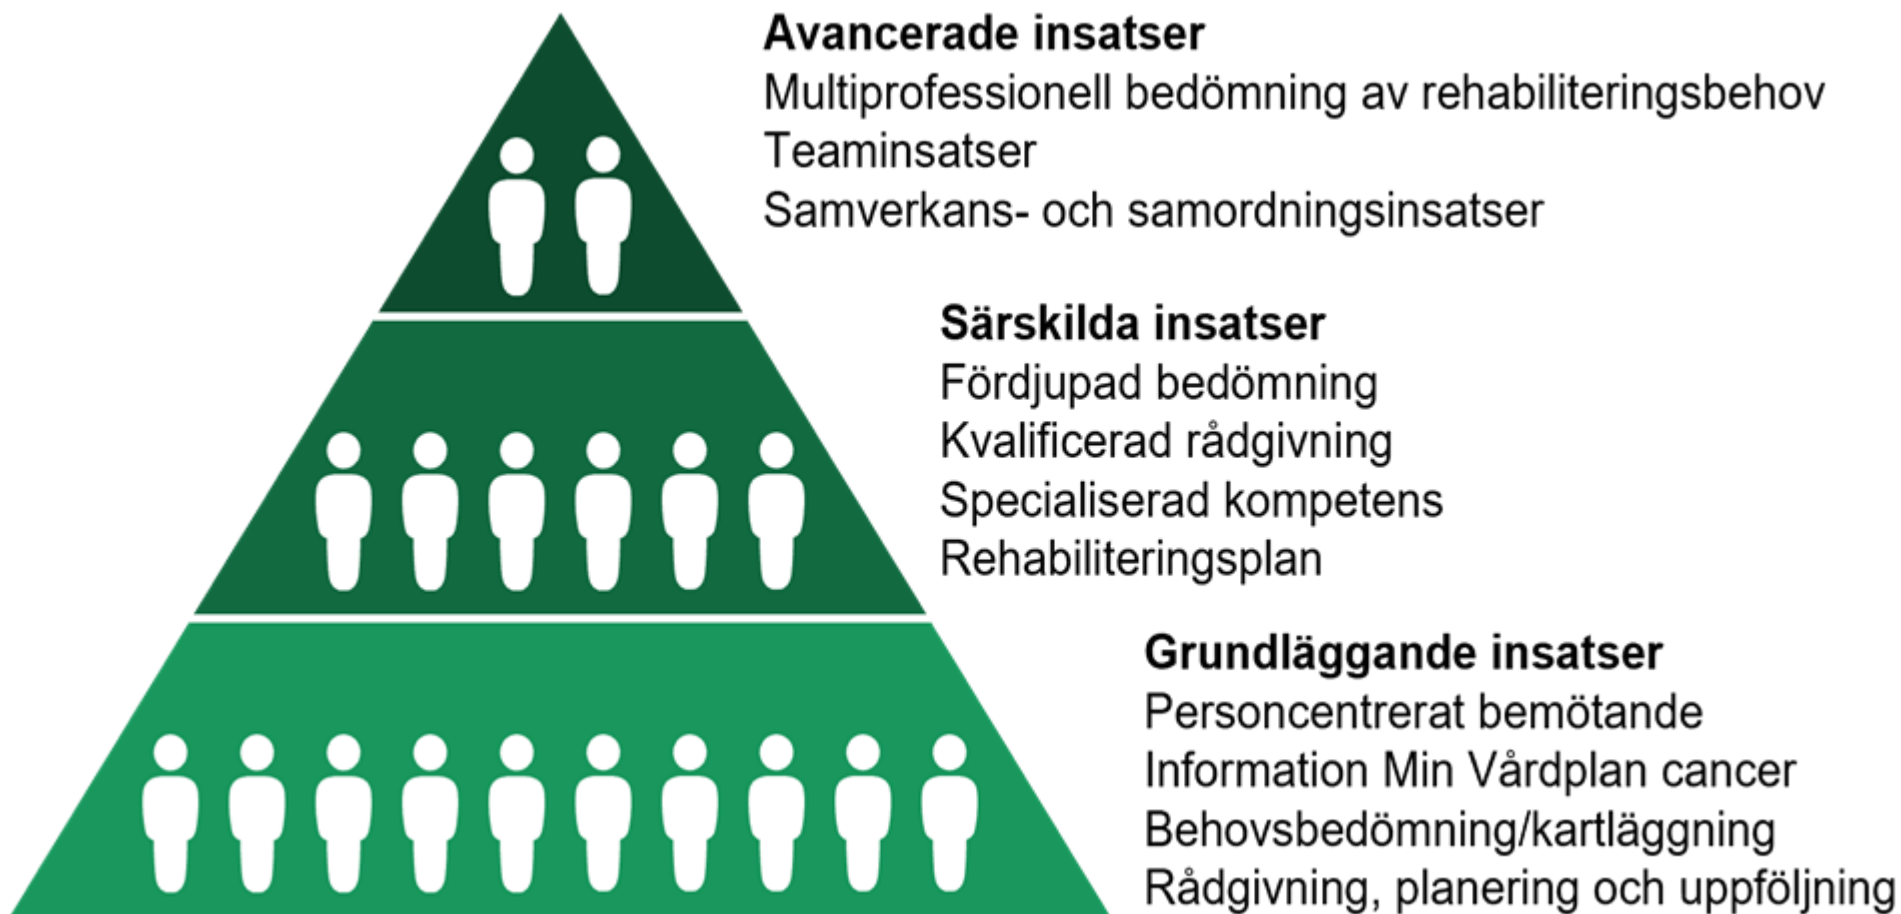 Avancerade insatser
Multiprofessionell bedömning av rehabiliteringsbehov
Teaminsatser
Samverkans- och samordningsinsatser
Särskilda insatser
Fördjupad bedömning
Kvalificerad rådgivning
Specialiserad kompetens
Rehabiliteringsplan
Grundläggande insatser
Personcentrerat bemötande
Information Min Vårdplan cancer
Behovsbedömning/kartläggning
Rådgivning, planering och uppföljning